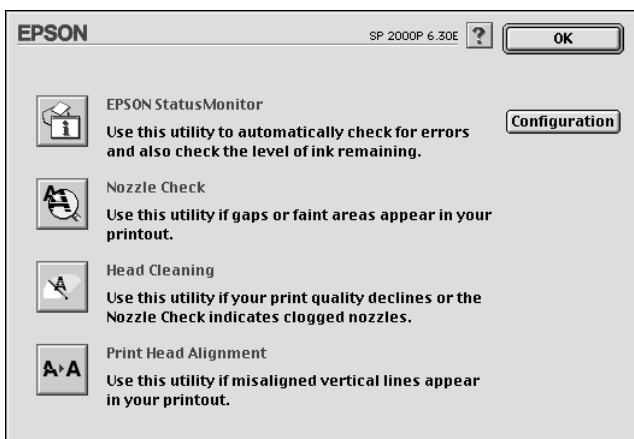 EPSON
SP 2000P 6.30E
?
OK
EPSON StatusMonitor
Use this utility to automatically check for errors
and also check the level of ink remaining.
Configuration
Nozzle Check
Use this utility if gaps or faint areas appear in your
printout.
Head Cleaning
Use this utility if your print quality declines or the
Nozzle Check indicates clogged nozzles.
Print Head Alignment
Use this utility if misaligned vertical lines appear
in your printout.